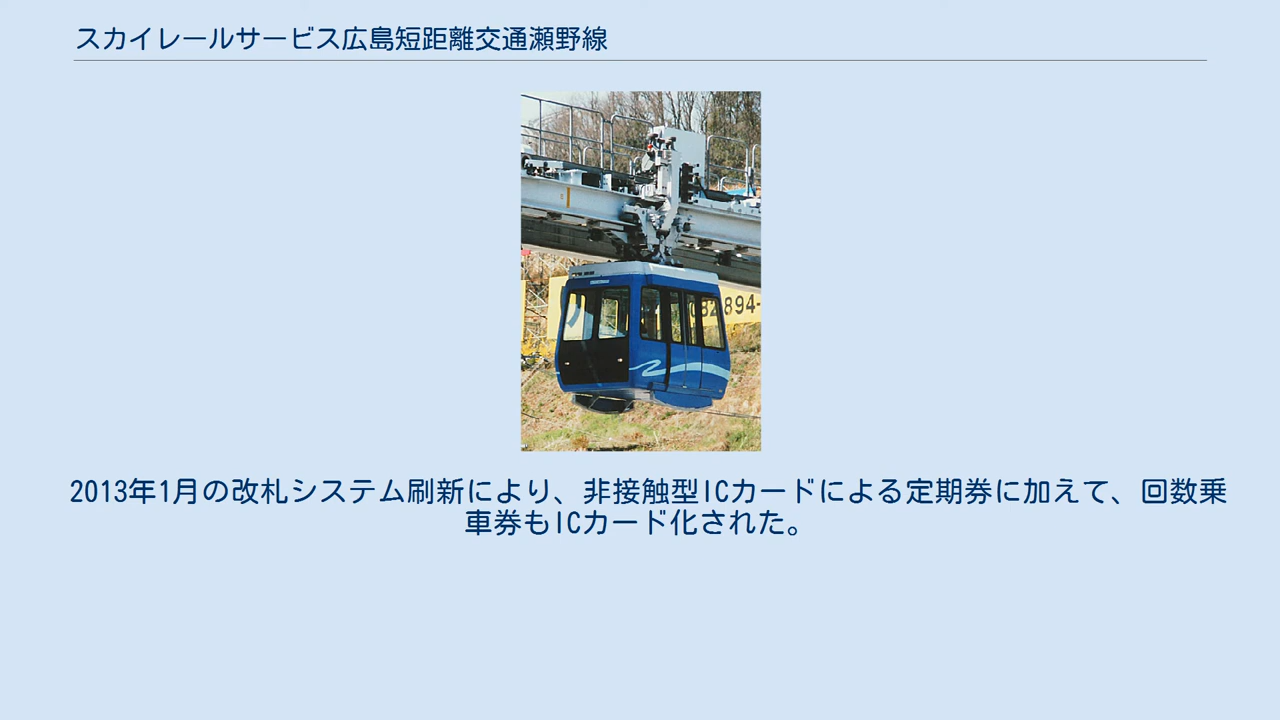 スカイレールサービス広島短距離交通瀬野線
082 894-
2013年1月の改札システム刷新により、非接触型ICカードによる定期券に加えて、回数乗
車券もICカード化された。